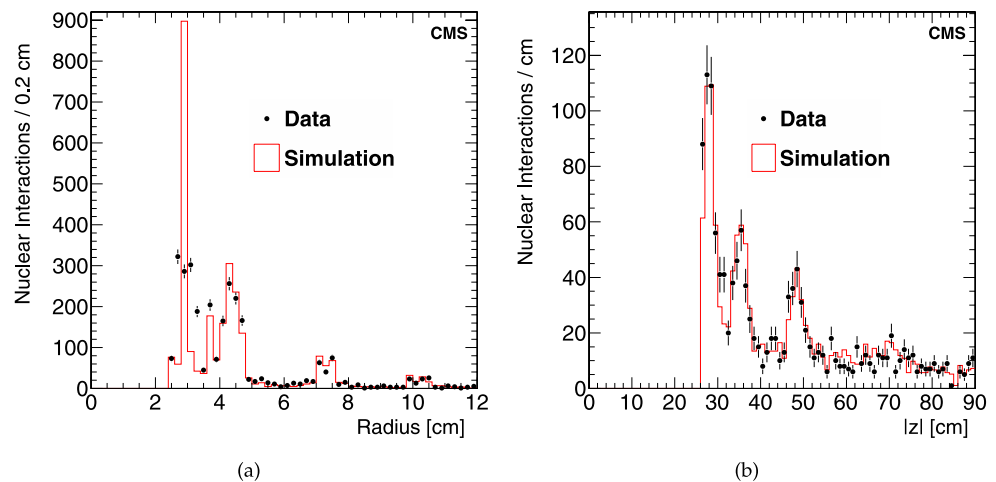 CMS
Nuclear Interactions / 0.2 cm
900
800
700
600
500
400
300
200
100
0
Data
Simulation
0 2 4 6 8 10 12
Radius [cm]
(a)
CMS
Nuclear Interactions / cm
120
100
80
60
40
20
0
Data
Simulation
0 10 20 30 40 50 60 70 80 90
|z| [cm]
(b)